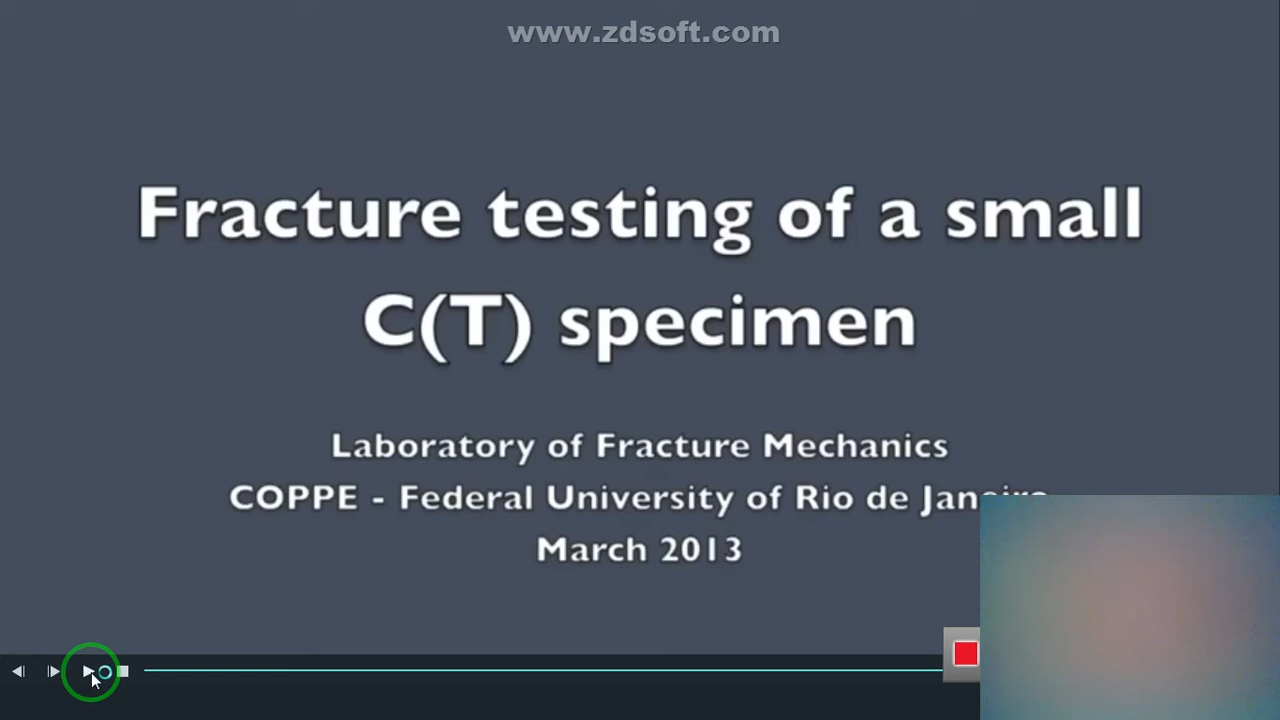 www.zdsoft.com
Fracture testing of a small
C(T) specimen
Laboratory of Fracture Mechanics
COPPE - Federal University of Rio de Janeiro
March 2013